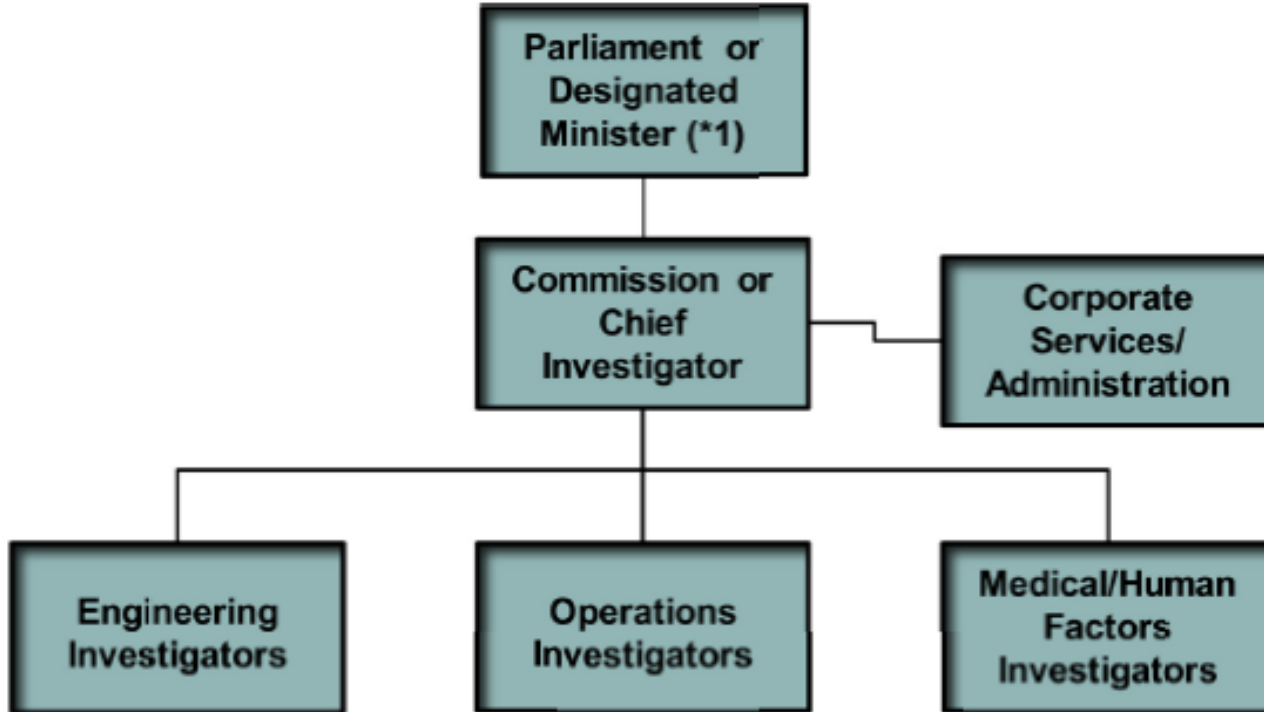 Parliament or
Designated
Minister (*1)
Commission or
Chief
Investigator
Corporate
Services/
Administration
Engineering
Investigators
Operations
Investigators
Medical/Human
Factors
Investigators